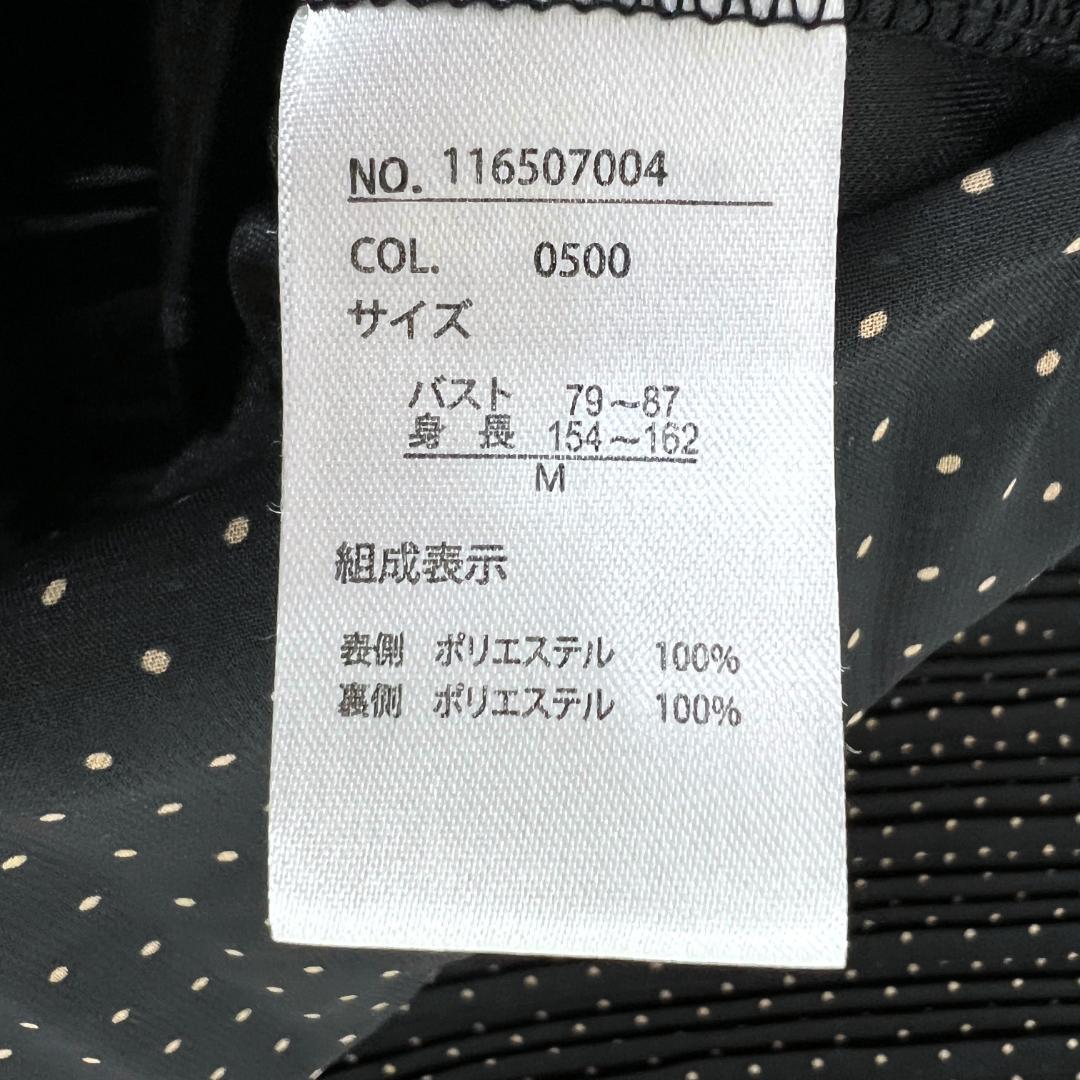 NO. 116507004
COL. 0500
サイズ
バスト 79～87
身 長 154～162
M
組成表示
表側 ポリエステル 100%
裏側 ポリエステル 100%